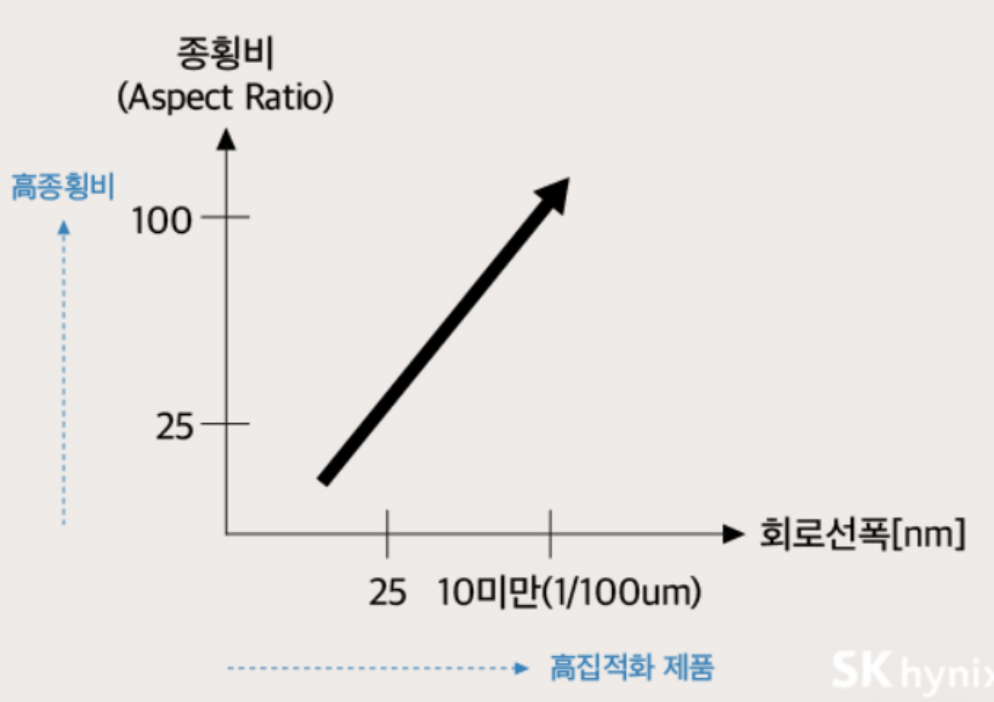 종횡비
(Aspect Ratio)
高종횡비
100
25
회로선폭[nm]
25 10미만(1/100um)
高집적화 제품
SK hynix